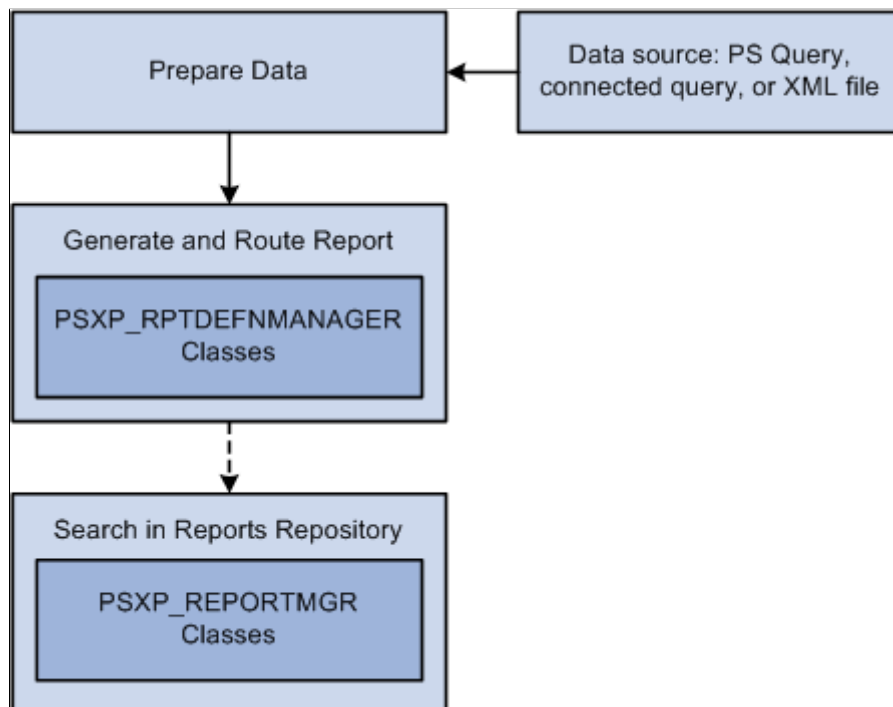 Prepare Data
Data source: PS Query,
connected query, or XML file
Generate and Route Report
PSXP_RPTDEFNMANAGER
Classes
Search in Reports Repository
PSXP_REPORTMGR
Classes